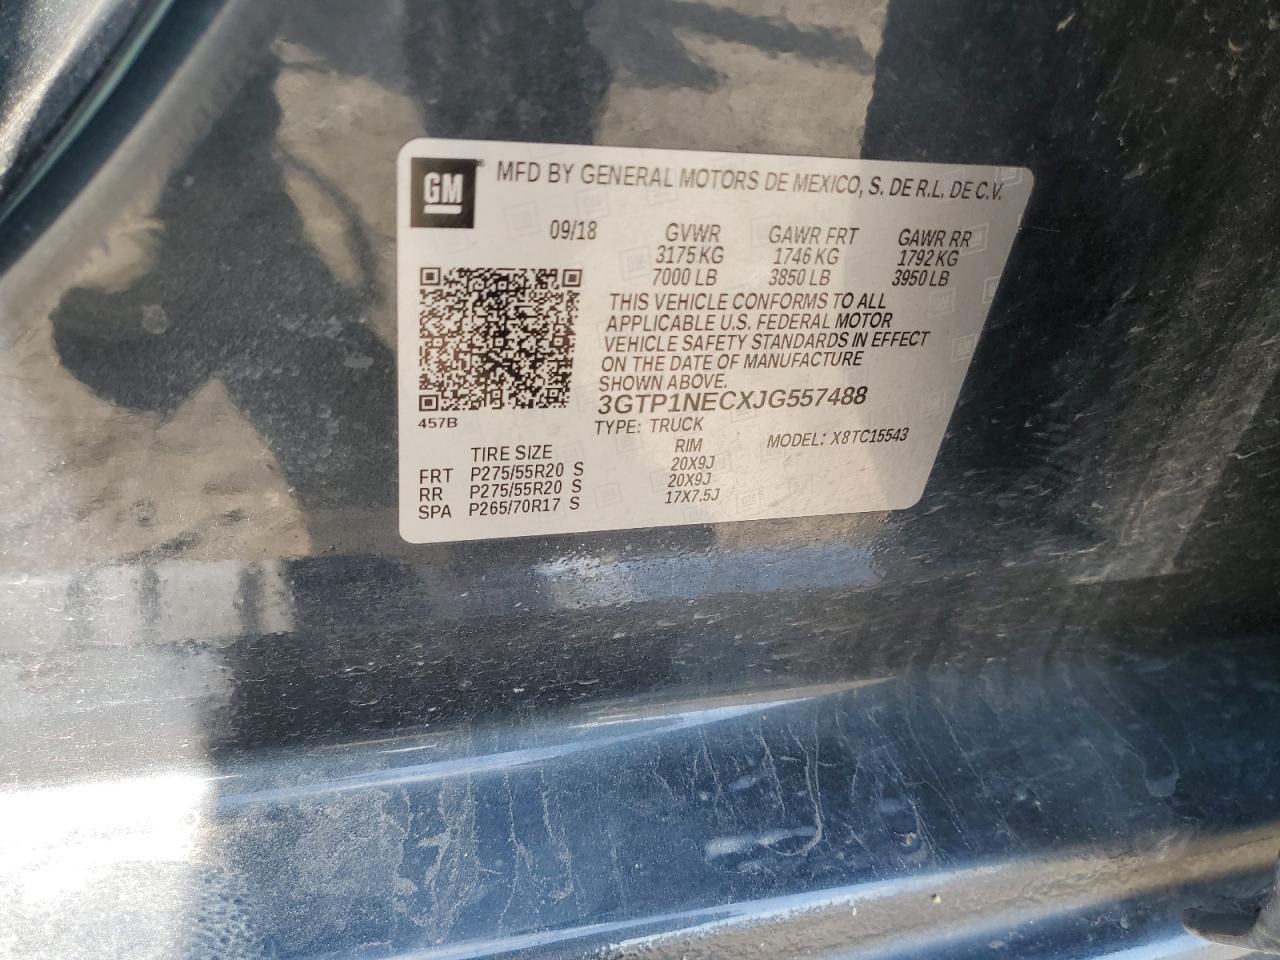 GM MFD BY GENERAL MOTORS DE MEXICO, S. DE R.L. DE C.V.
09/18 GVWR GAWR FRT GAWR RR
3175 KG 1746 KG 1792 KG
7000 LB 3850 LB 3950 LB
THIS VEHICLE CONFORMS TO ALL
APPLICABLE U.S. FEDERAL MOTOR
VEHICLE SAFETY STANDARDS IN EFFECT
ON THE DATE OF MANUFACTURE
SHOWN ABOVE.
3GTP1NECXJG557488
457B
TYPE: TRUCK
MODEL: X8TC15543
TIRE SIZE RIM
FRT P275/55R20 S 20X9J
RR P275/55R20 S 20X9J
SPA P265/70R17 S 17X7.5J